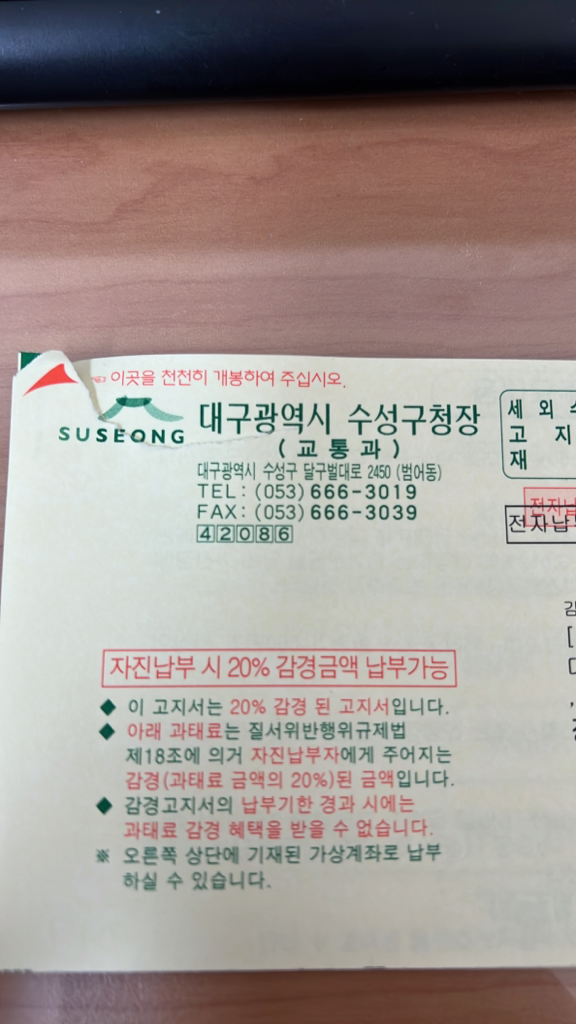 ☜ 이곳을 천천히 개봉하여 주십시오.
SUSEONG
대구광역시 수성구청장
(교통과)
대구광역시 수성구 달구벌대로 2450 (범어동)
TEL: (053) 666-3019
FAX: (053) 666-3039
42086
세 외
고 지
재
전자납
전자납
자진납부 시 20% 감경금액 납부가능
◆ 이 고지서는 20% 감경 된 고지서입니다.
◆ 아래 과태료는 질서위반행위규제법
제18조에 의거 자진납부자에게 주어지는
감경(과태료 금액의 20%)된 금액입니다.
◆ 감경고지서의 납부기한 경과 시에는
과태료 감경 혜택을 받을 수 없습니다.
※ 오른쪽 상단에 기재된 가상계좌로 납부
하실 수 있습니다.